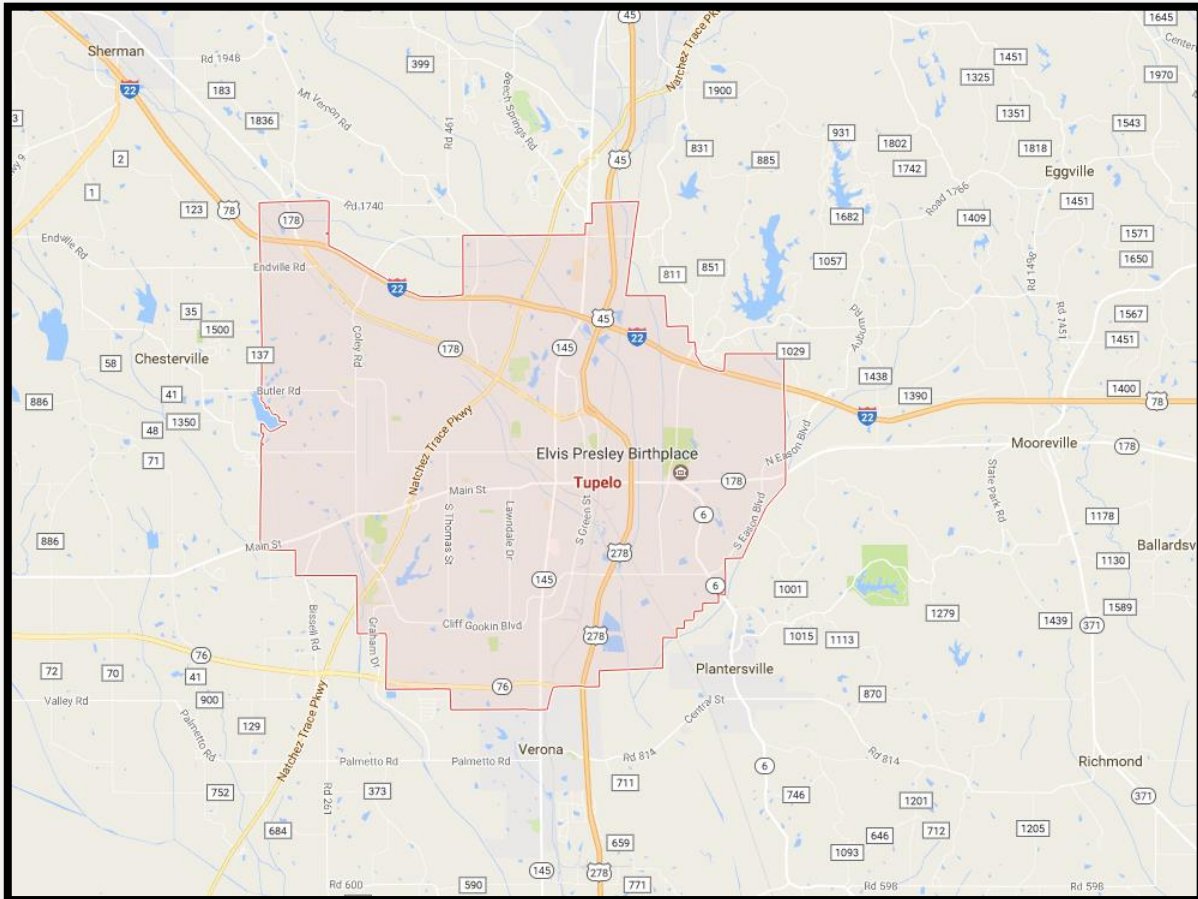 45
1645
Sherman
Rd 1948
399
Natchez Trace Pkwy
1451
Center
22
183
Mt Vernon Rd
Beech Springs Rd
1900
1325
1970
3
1836
Rd 461
45
831
931
1351
1543
wy 9
2
885
1802
1818
1742
Eggville
1
Road 1766
1451
123
78
178
Rd 1740
1682
1409
Endville Rd
1571
Endville Rd
22
811
851
1057
Rd 1498
1650
35
1500
45
22
Auburn Rd
Rd 1451
1567
Chesterville
137
Coley Rd
178
145
1029
1451
58
Butler Rd
1438
1400
886
41
1390
78
1350
22
48
Natchez Trace Pkwy
N Eason Blvd
Mooreville
178
71
Elvis Presley Birthplace
Tupelo
Main St
178
State Park Rd
S Thomas St
Lawndale Dr
S Green St
6
S Eason Blvd
1178
886
Main St
278
Ballardsv
1130
145
6
1001
1589
Bissell Rd
1279
1439
371
Graham Dr
Cliff Gookin Blvd
278
1015
1113
76
72
70
41
76
Plantersville
Valley Rd
900
870
129
Central St
Palmetto Rd
Natchez Trace Pkwy
Verona
Palmetto Rd
Palmetto Rd
Rd 814
Rd 814
6
Richmond
752
373
711
746
371
Rd 261
1201
684
646
712
1205
659
1093
145
278
Rd 600
590
771
Rd 598
Rd 598